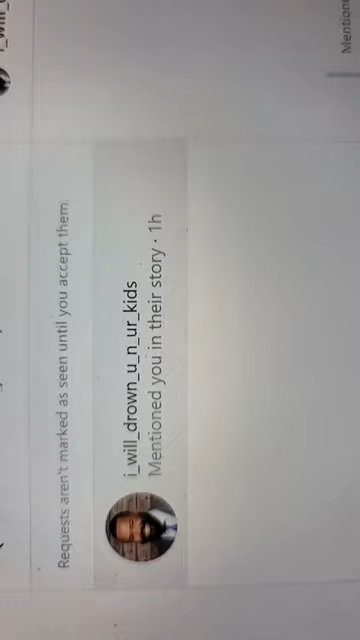 Requests aren't marked as seen until you accept them.
i_will_drown_u_n_ur_kids
Mentioned you in their story · 1h